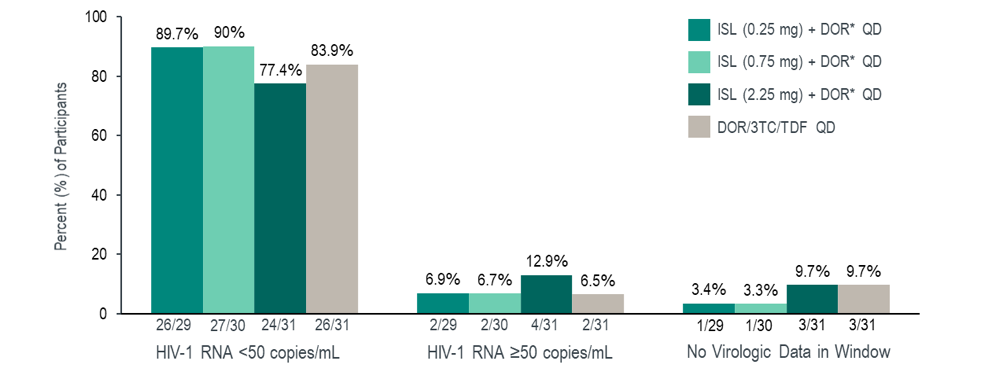 100
80
60
40
20
0
Percent (%) of Participants
89.7%
90%
77.4%
83.9%
6.9%
6.7%
12.9%
6.5%
3.4%
3.3%
9.7%
9.7%
26/29 27/30 24/31 26/31
HIV-1 RNA <50 copies/mL
2/29 2/30 4/31 2/31
HIV-1 RNA ≥50 copies/mL
1/29 1/30 3/31 3/31
No Virologic Data in Window
ISL (0.25 mg) + DOR* QD
ISL (0.75 mg) + DOR* QD
ISL (2.25 mg) + DOR* QD
DOR/3TC/TDF QD